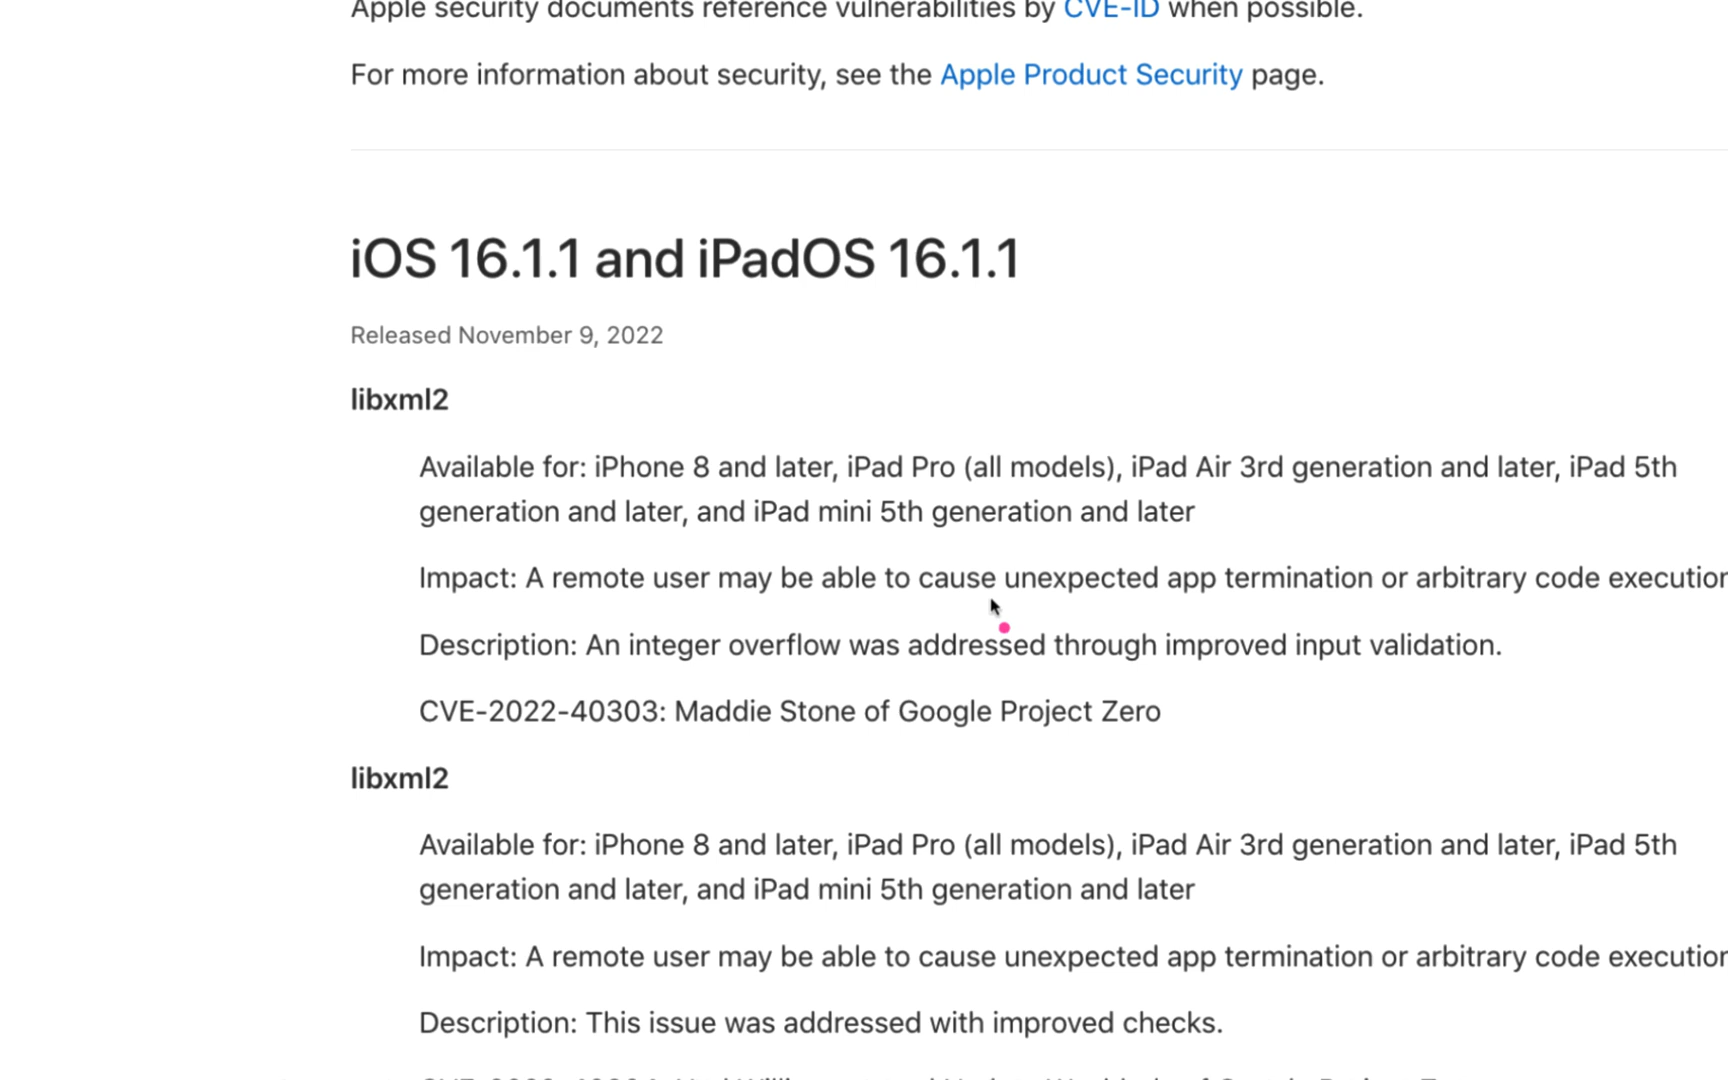 Apple security documents reference vulnerabilities by CVE-ID when possible.
For more information about security, see the Apple Product Security page.
iOS 16.1.1 and iPadOS 16.1.1
Released November 9, 2022
libxml2
Available for: iPhone 8 and later, iPad Pro (all models), iPad Air 3rd generation and later, iPad 5th
generation and later, and iPad mini 5th generation and later
Impact: A remote user may be able to cause unexpected app termination or arbitrary code execution
Description: An integer overflow was addressed through improved input validation.
CVE-2022-40303: Maddie Stone of Google Project Zero
libxml2
Available for: iPhone 8 and later, iPad Pro (all models), iPad Air 3rd generation and later, iPad 5th
generation and later, and iPad mini 5th generation and later
Impact: A remote user may be able to cause unexpected app termination or arbitrary code execution
Description: This issue was addressed with improved checks.